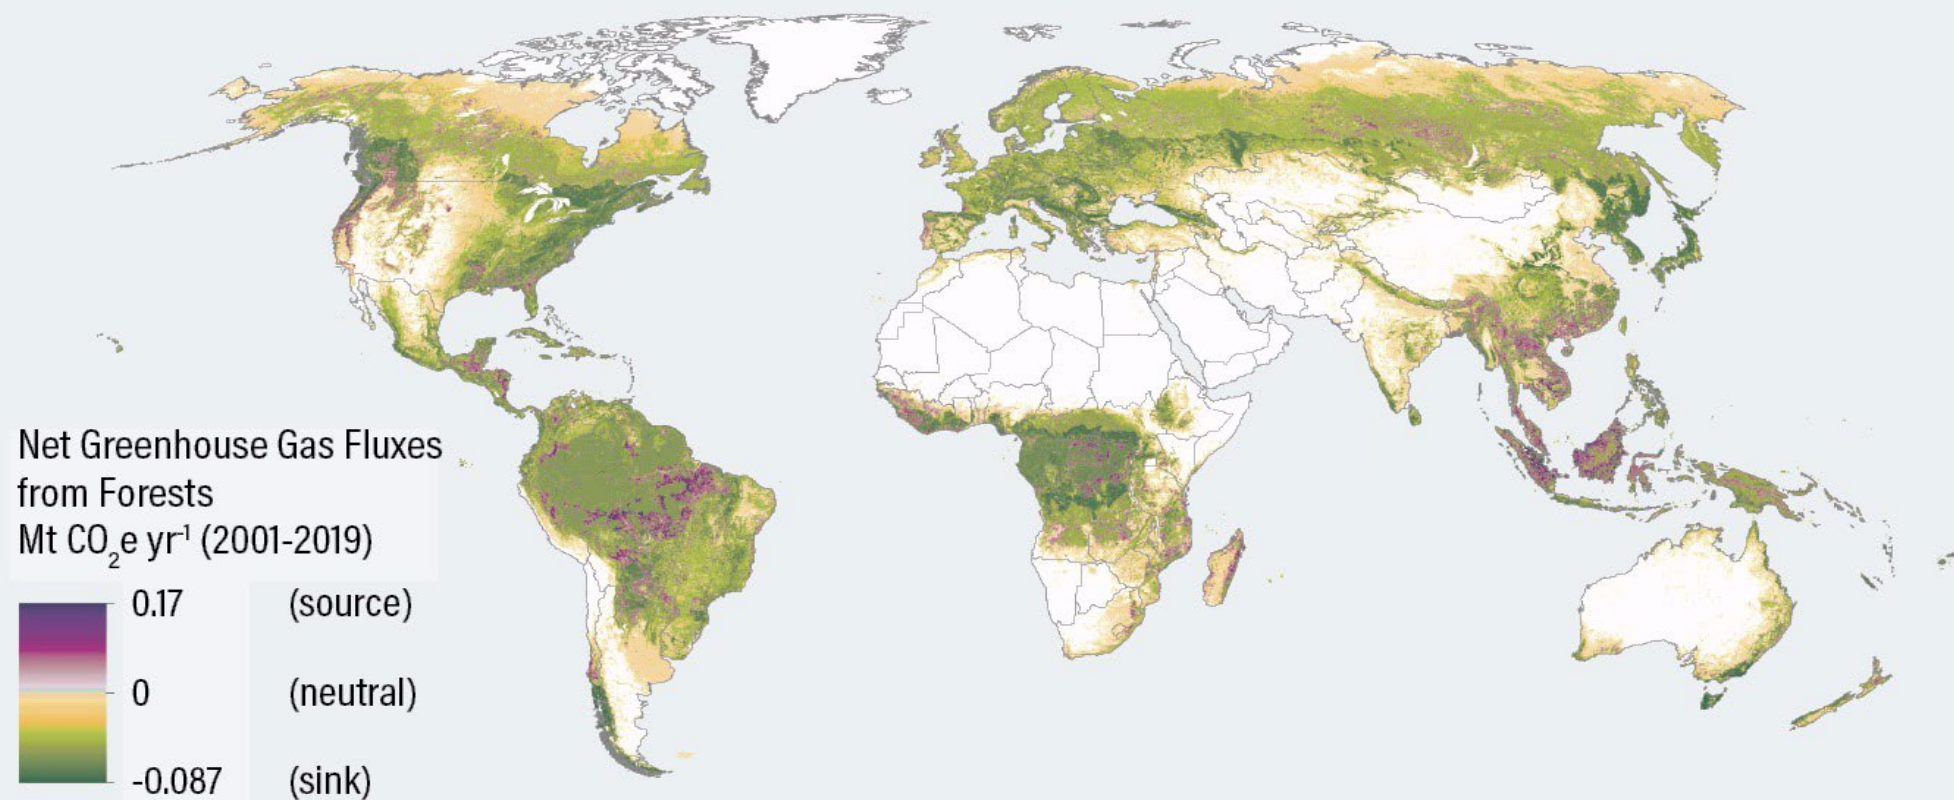 Net Greenhouse Gas Fluxes
from Forests
Mt CO₂e yr⁻¹ (2001-2019)
0.17 (source)
0 (neutral)
-0.087 (sink)